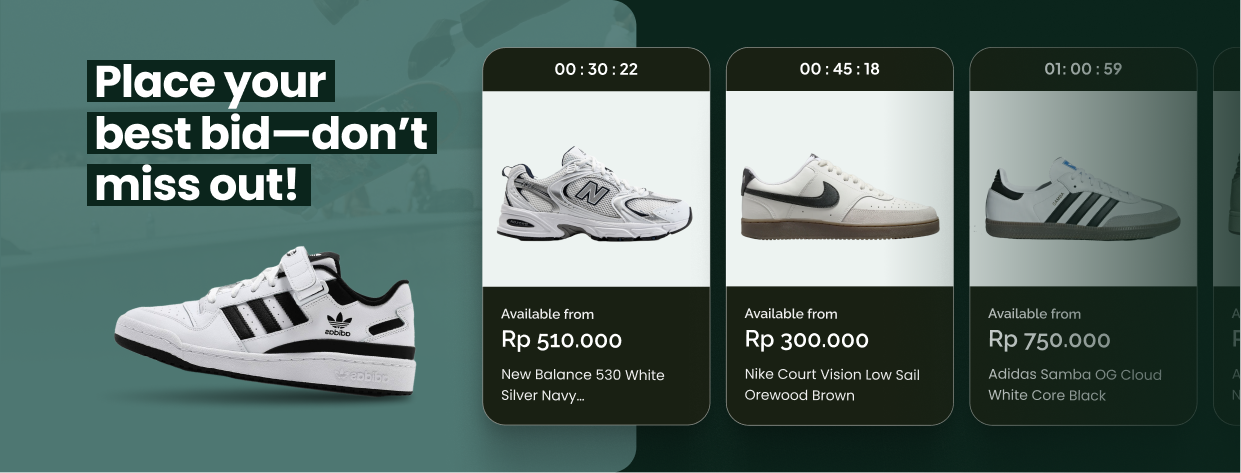 Place your
best bid—don't
miss out!
00 : 30 : 22
Available from
Rp 510.000
New Balance 530 White
Silver Navy...
00 : 45 : 18
Available from
Rp 300.000
Nike Court Vision Low Sail
Orewood Brown
01: 00 : 59
Available from
Rp 750.000
Adidas Samba OG Cloud
White Core Black